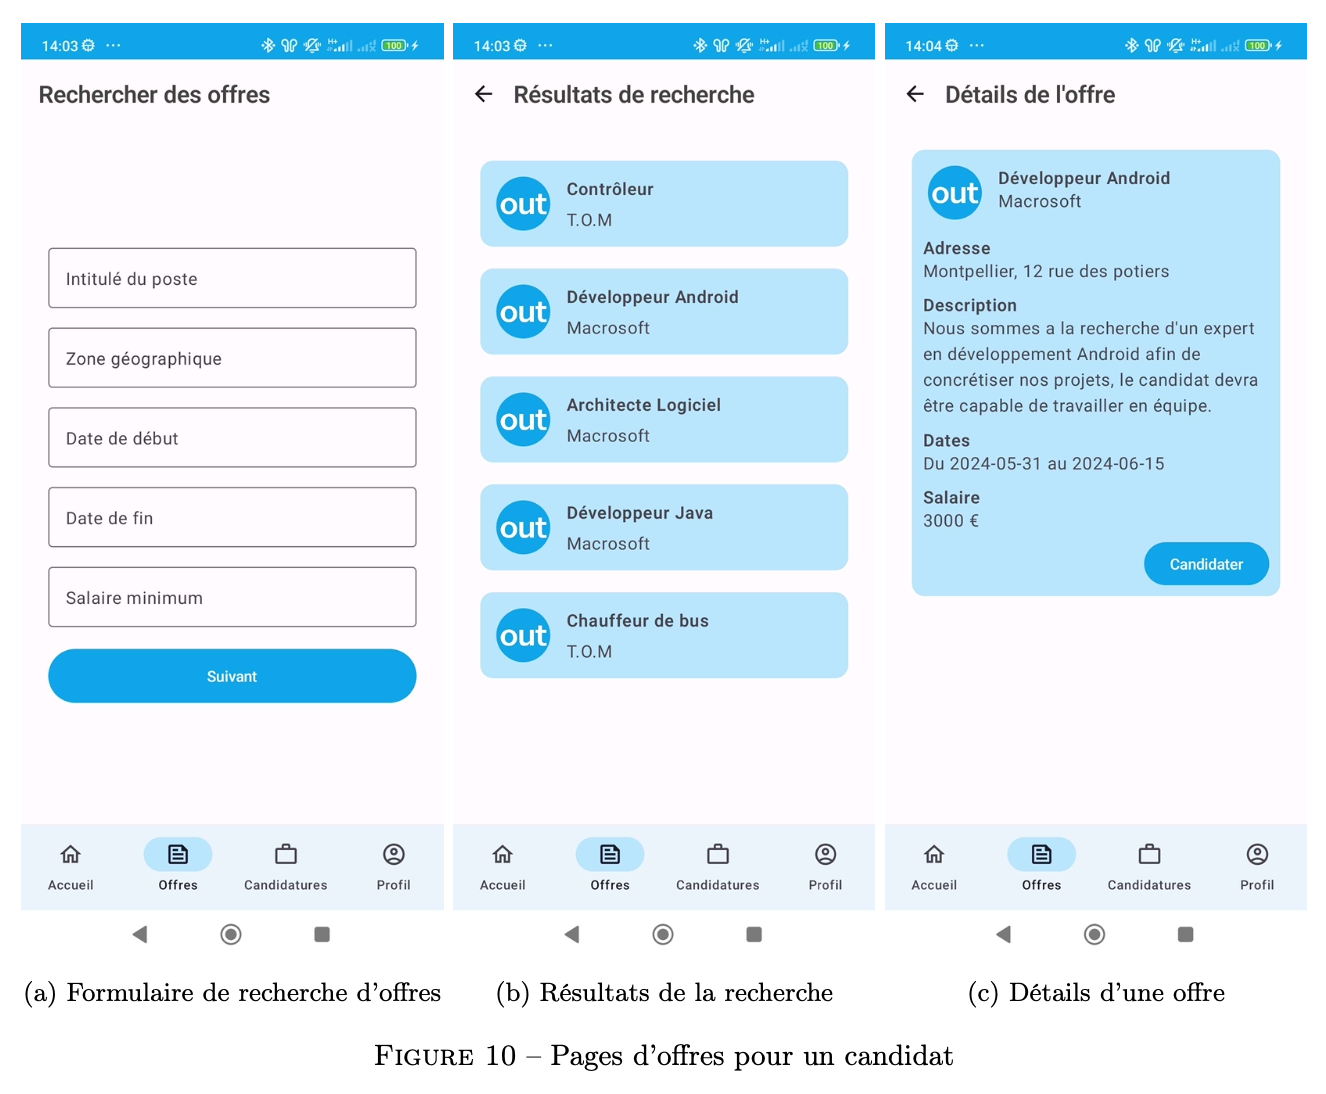 14:03 ...
H+
100
Rechercher des offres
Intitulé du poste
Zone géographique
Date de début
Date de fin
Salaire minimum
Suivant
Accueil
Offres
Candidatures
Profil
(a) Formulaire de recherche d'offres
14:03 ...
H+
100
Résultats de recherche
out
Contrôleur
T.O.M
out
Développeur Android
Macrosoft
out
Architecte Logiciel
Macrosoft
out
Développeur Java
Macrosoft
out
Chauffeur de bus
T.O.M
Accueil
Offres
Candidatures
Profil
(b) Résultats de la recherche
14:04 ...
H+
100
Détails de l'offre
out
Développeur Android
Macrosoft
Adresse
Montpellier, 12 rue des potiers
Description
Nous sommes a la recherche d'un expert
en développement Android afin de
concrétiser nos projets, le candidat devra
être capable de travailler en équipe.
Dates
Du 2024-05-31 au 2024-06-15
Salaire
3000 €
Candidater
Accueil
Offres
Candidatures
Profil
(c) Détails d'une offre
FIGURE 10 – Pages d'offres pour un candidat